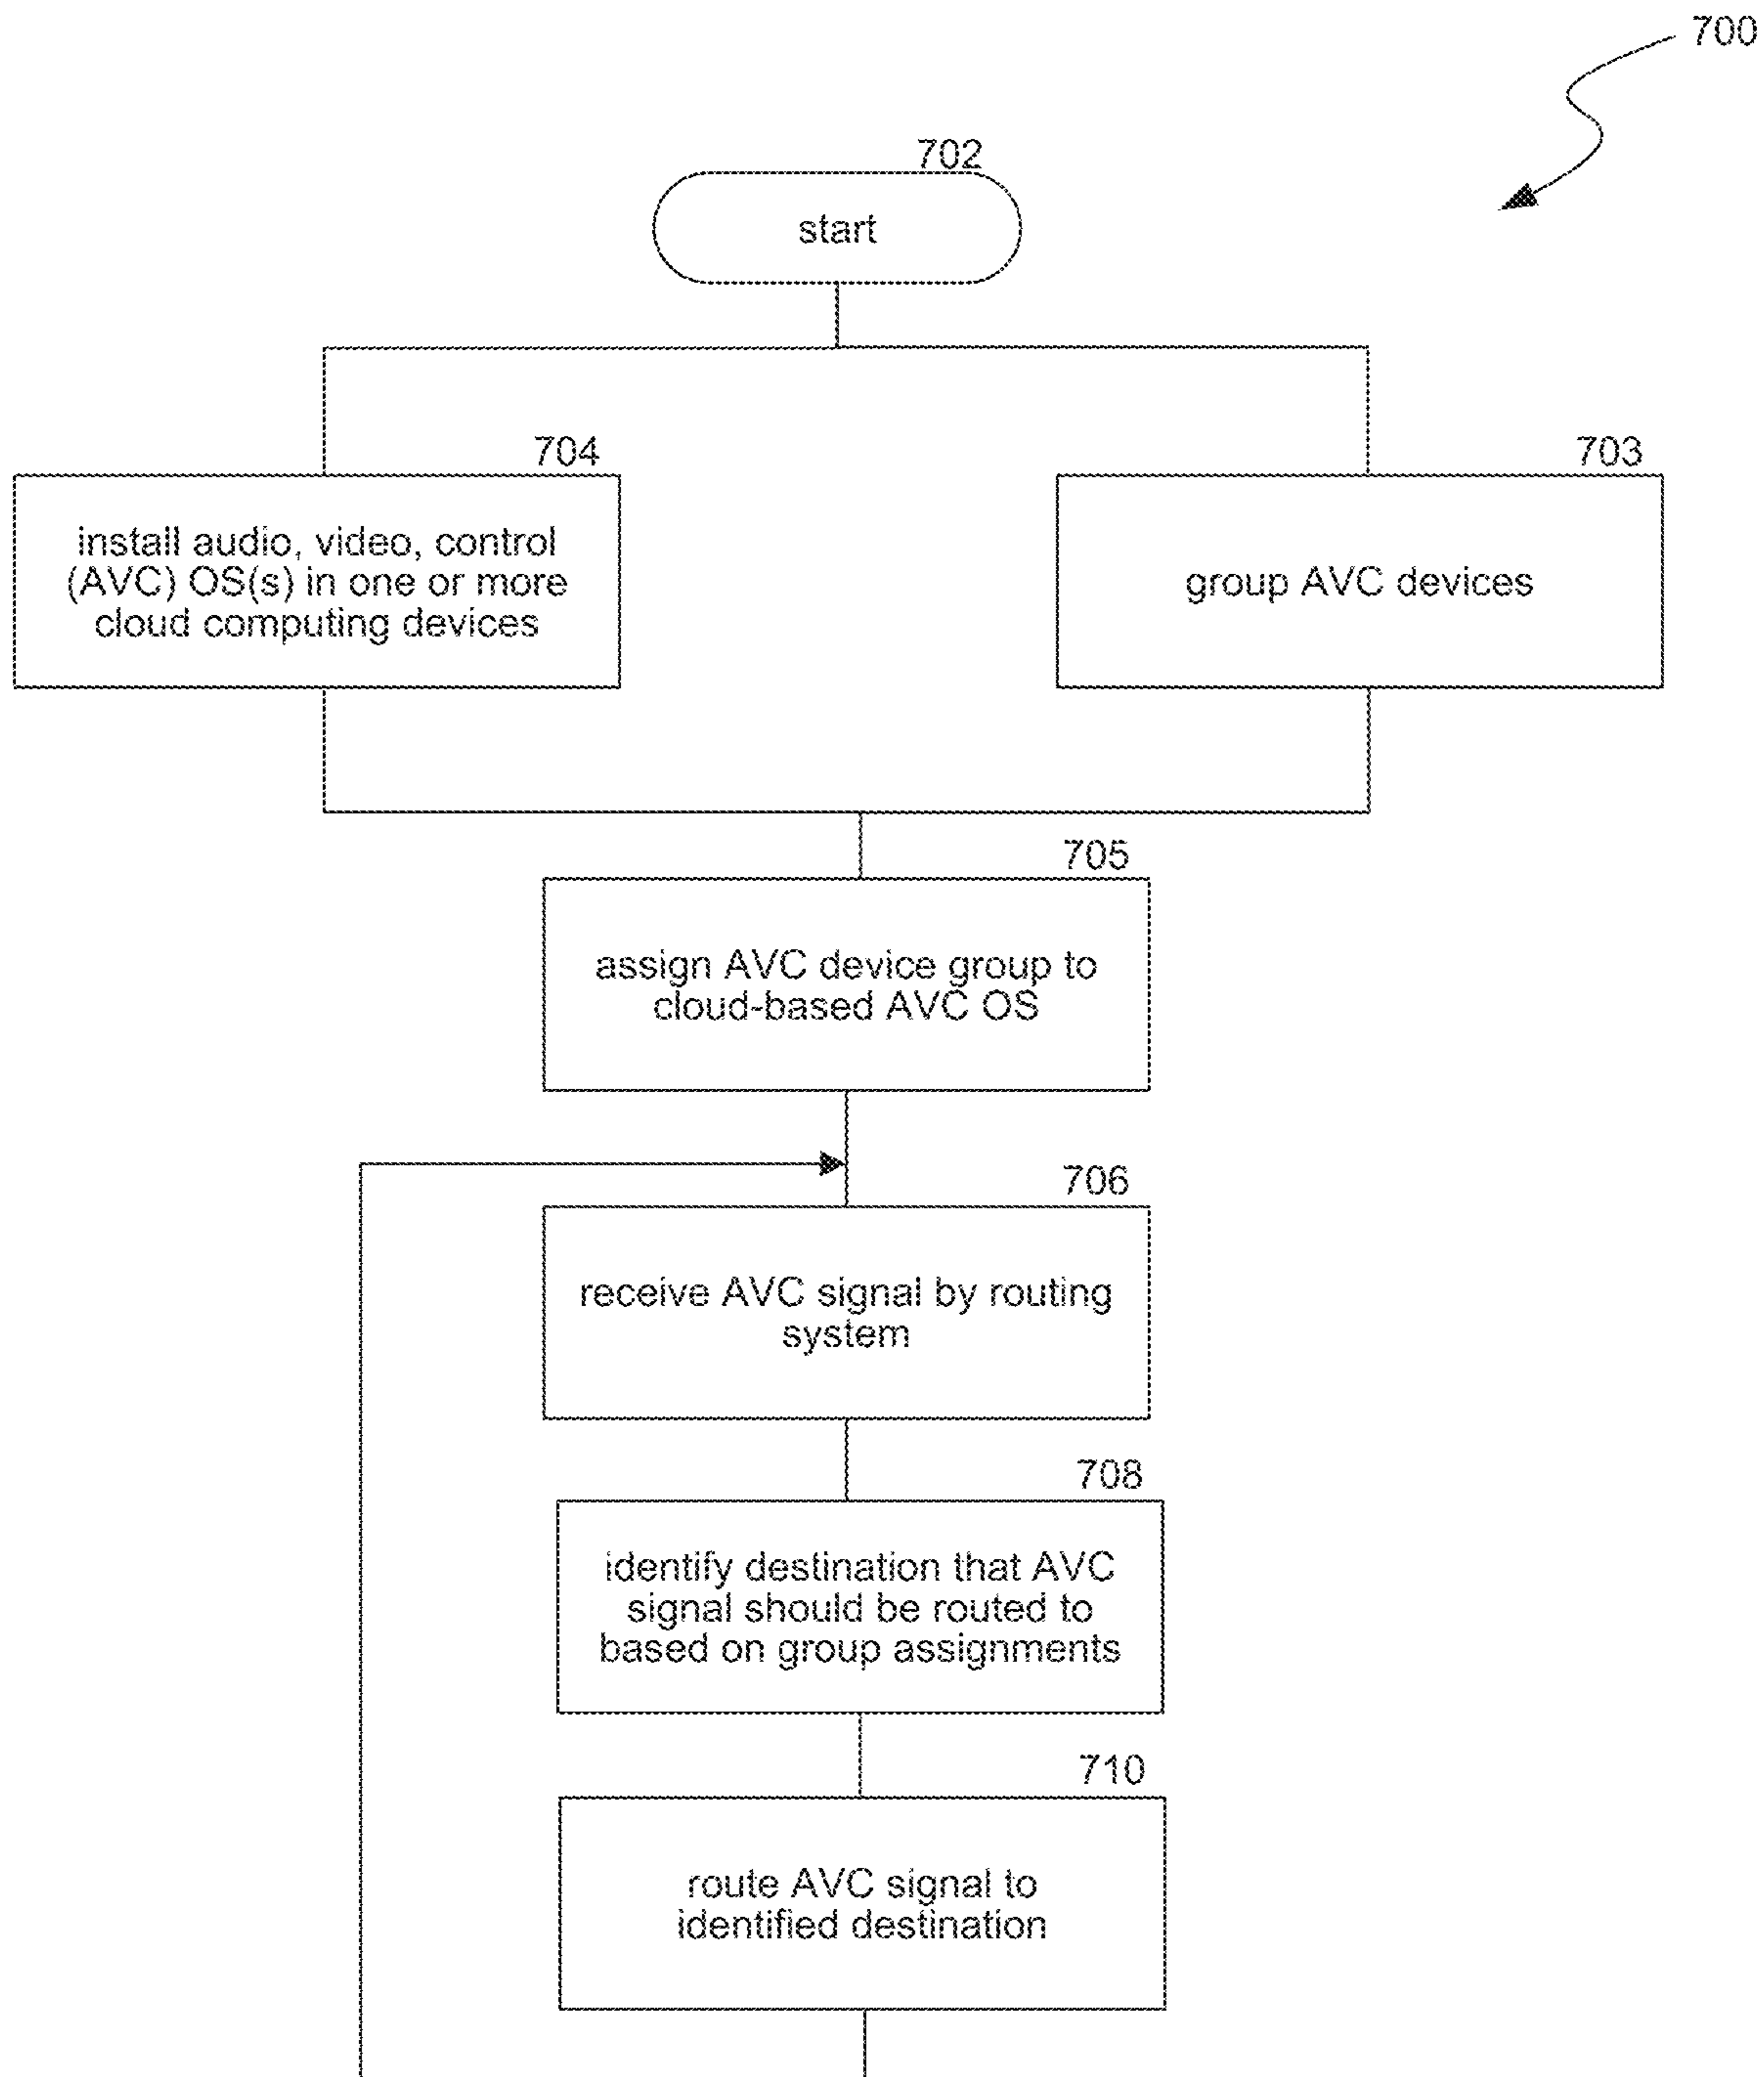 700
702
start
704
install audio, video, control
(AVC) OS(s) in one or more
cloud computing devices
703
group AVC devices
705
assign AVC device group to
cloud-based AVC OS
706
receive AVC signal by routing
system
708
identify destination that AVC
signal should be routed to
based on group assignments
710
route AVC signal to
identified destination